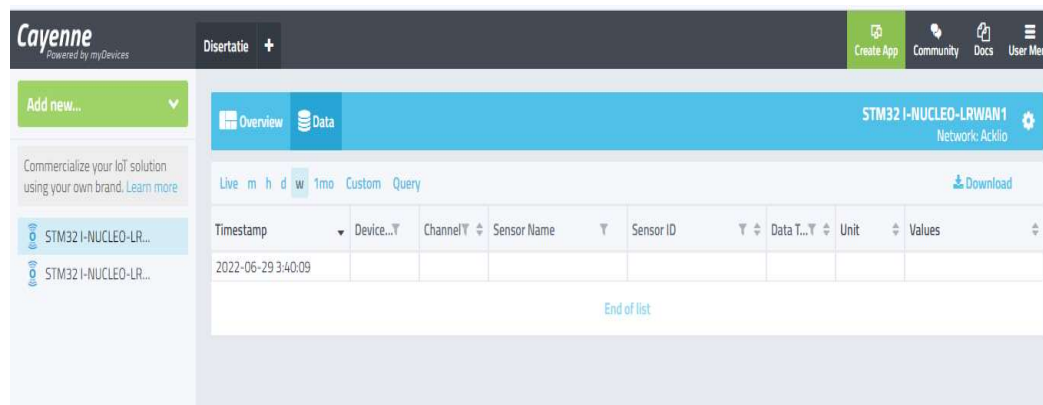 Cayenne
Powered by myDevices
Disertatie +
Create App
Community
Docs
User Mer
Add new...
Overview
Data
STM32 I-NUCLEO-LRWAN1
Network: Acklio
Commercialize your IoT solution
using your own brand. Learn more
Live m h d w 1mo Custom Query
Download
STM32 I-NUCLEO-LR...
STM32 I-NUCLEO-LR...
Timestamp Device... Channel Sensor Name Sensor ID Data T... Unit Values
2022-06-29 3:40:09
End of list